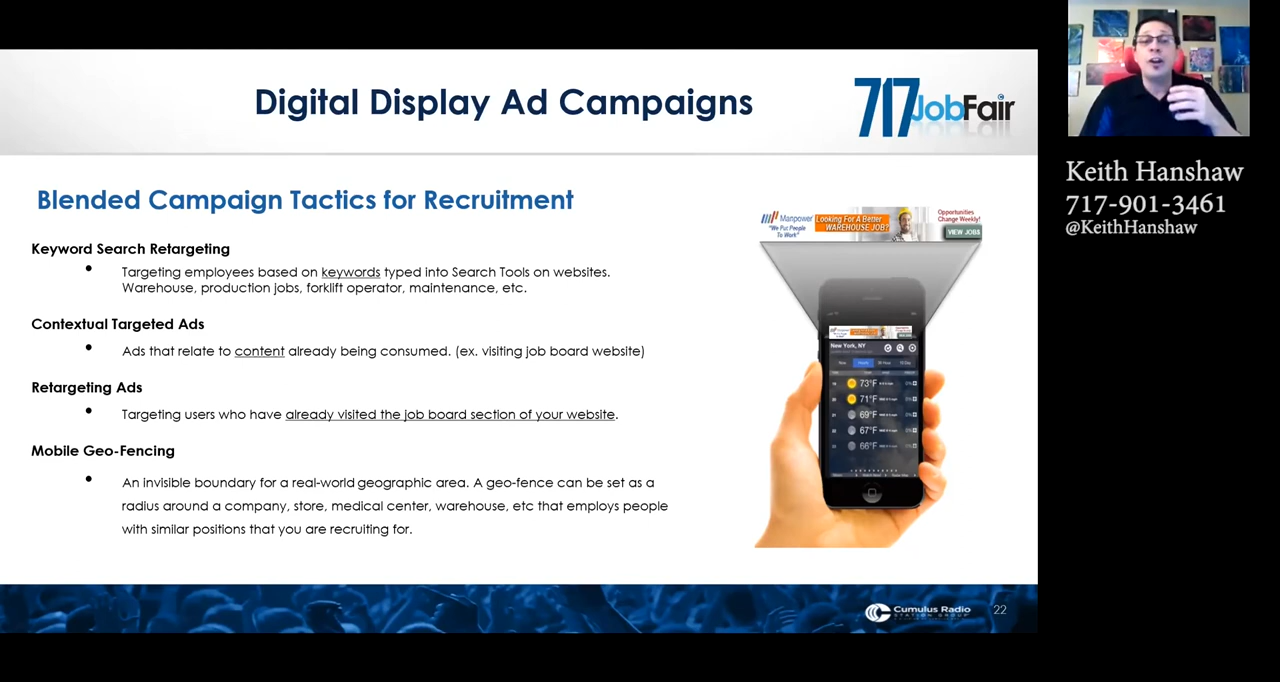 Digital Display Ad Campaigns
717JobFair
Blended Campaign Tactics for Recruitment
Keyword Search Retargeting
• Targeting employees based on keywords typed into Search Tools on websites.
Warehouse, production jobs, forklift operator, maintenance, etc.
Contextual Targeted Ads
• Ads that relate to content already being consumed. (ex. visiting job board website)
Retargeting Ads
• Targeting users who have already visited the job board section of your website.
Mobile Geo-Fencing
• An invisible boundary for a real-world geographic area. A geo-fence can be set as a
radius around a company, store, medical center, warehouse, etc that employs people
with similar positions that you are recruiting for.
Manpower
"We Put People
To Work"
Looking For A Better
WAREHOUSE JOB?
Opportunities
Change Weekly!
VIEW JOBS
New York, NY
73°F
71°F
69°F
67°F
66°F
Cumulus Radio
STATION GROUP
22
Keith Hanshaw
717-901-3461
@KeithHanshaw